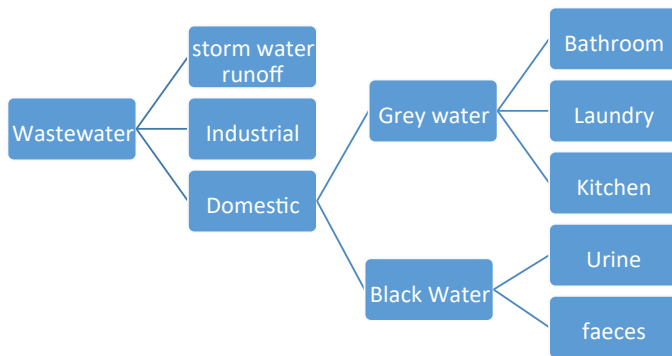 Wastewater
storm water
runoff
Industrial
Domestic
Grey water
Black Water
Bathroom
Laundry
Kitchen
Urine
faeces